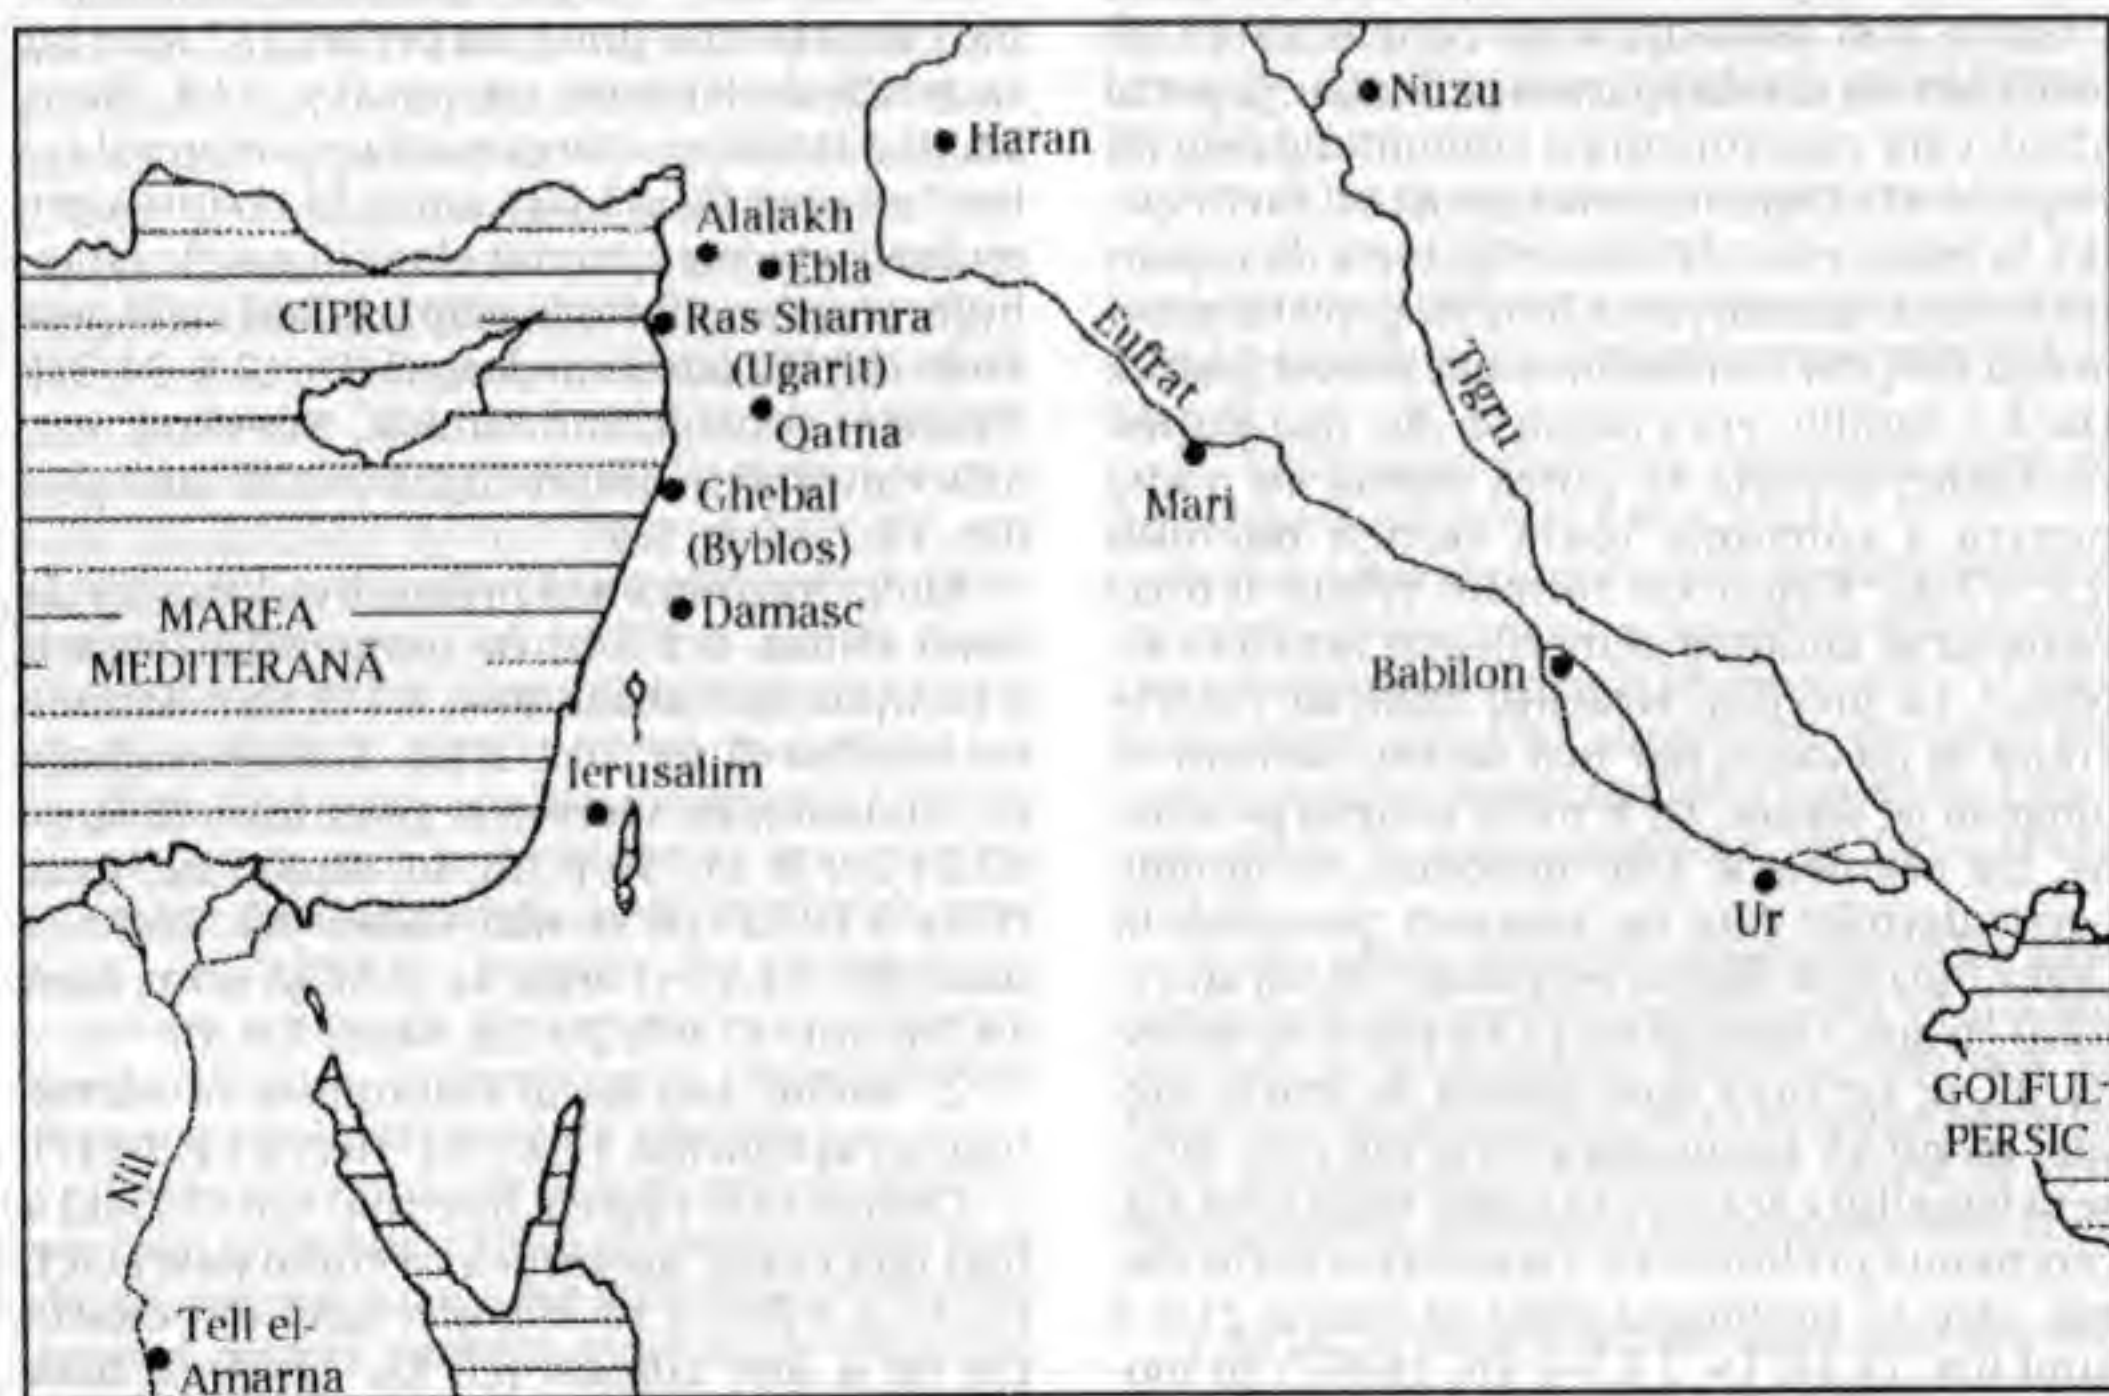 Nuzu
Haran
Alalakh
Ebla
CIPRU
Ras Shamra
(Ugarit)
Eufrat
Tigru
Qatna
Ghebal
(Byblos)
Mari
Damasc
MAREA
MEDITERANĂ
Babilon
Ierusalim
Ur
GOLFUL-
PERSIC
Nil
Tell el-
Amarna